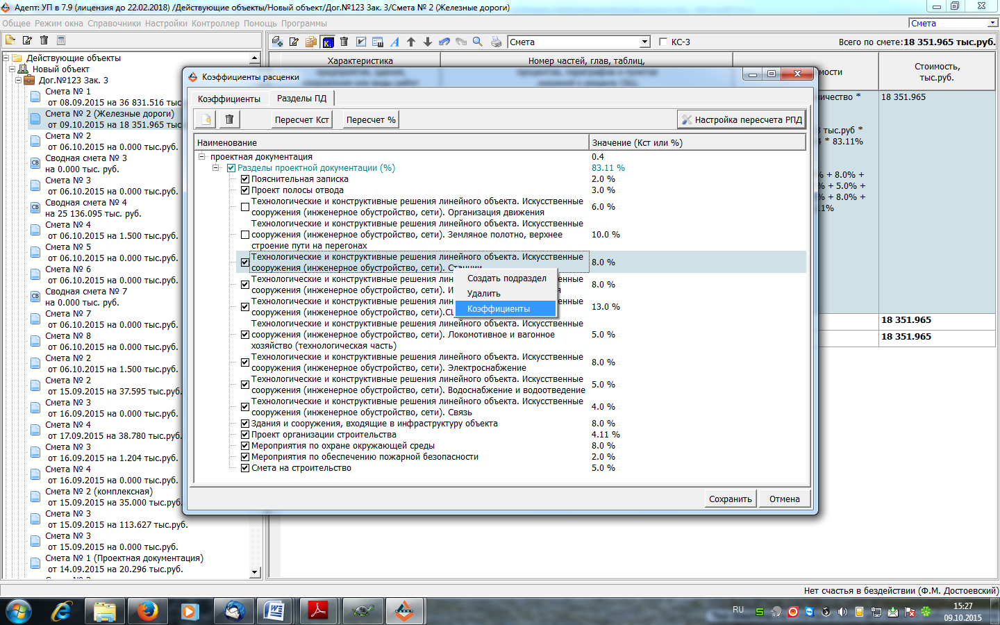 Адепт: УП в 7.9 (лицензия до 22.02.2018) /Действующие объекты/Новый объект/Дог.№123 Зак. 3/Смета № 2 (Железные дороги)
Общее Режим окна Справочники Настройки Контроллер Помощь Программы
Смета
Смета
КС-3
Всего по смете:18 351.965 тыс.руб.
Действующие объекты
Новый объект
Дог.№123 Зак. 3
Смета № 1
от 08.09.2015 на 36 831.516 тыс
Смета № 2 (Железные дороги)
от 09.10.2015 на 18 351.965 тыс
Смета № 2
от 06.10.2015 на 0.000 тыс.руб.
Сводная смета № 3
на 0.000 тыс. руб.
Смета № 3
от 06.10.2015 на 0.000 тыс.руб.
Сводная смета № 4
на 25 136.095 тыс. руб.
Смета № 4
от 06.10.2015 на 1.500 тыс.руб.
Смета № 5
от 06.10.2015 на 0.000 тыс.руб.
Смета № 6
от 06.10.2015 на 0.000 тыс.руб.
Сводная смета № 7
на 0.000 тыс. руб.
Смета № 7
от 06.10.2015 на 0.000 тыс.руб.
Смета № 8
от 06.10.2015 на 0.000 тыс.руб.
Смета № 2
от 06.10.2015 на 1.500 тыс.руб.
Смета № 2
от 15.09.2015 на 37.595 тыс.руб.
Смета № 3
от 16.09.2015 на 0.000 тыс.руб.
Смета № 4
от 17.09.2015 на 38.780 тыс.руб.
Смета № 3
от 16.09.2015 на 1.204 тыс.руб.
Смета № 4
от 16.09.2015 на 0.000 тыс.руб.
Смета № 2 (комплексная)
от 15.09.2015 на 35.000 тыс.руб.
Смета № 3
от 15.09.2015 на 113.627 тыс.руб.
Смета № 3
от 15.09.2015 на 0.000 тыс.руб.
Смета № 1 (Проектная документация)
от 14.09.2015 на 20.296 тыс.руб.
Характеристика
предприятия, здания,
сооружения или виды работ
Номер частей, глав, таблиц,
процентов, параграфов и пунктов
указаний к разделу СБЦ
мости
Стоимость,
тыс.руб.
ичество *
18 351.965
3 тыс.руб *
4 * 83.11%
% + 8.0% +
% + 5.0% +
% + 8.0% +
11%
18 351.965
18 351.965
Коэффициенты расценки
Коэффициенты Разделы ПД
Пересчет Кст Пересчет % Настройка пересчета РПД
Наименование Значение (Кст или %)
проектная документация 0.4
Разделы проектной документации (%) 83.11 %
Пояснительная записка 2.0 %
Проект полосы отвода 3.0 %
Технологические и конструктивные решения линейного объекта. Искусственные
сооружения (инженерное обустройство, сети). Организация движения 6.0 %
Технологические и конструктивные решения линейного объекта. Искусственные
сооружения (инженерное обустройство, сети). Земляное полотно, верхнее 10.0 %
строение пути на перегонах
Технологические и конструктивные решения линейного объекта. Искусственные
сооружения (инженерное обустройство, сети). Станции 8.0 %
Создать подраздел
Удалить
Коэффициенты
Технологические и конструктивные решения лин енные
сооружения (инженерное обустройство, сети). И я 8.0 %
Технологические и конструктивные решения лин енные
сооружения (инженерное обустройство, сети). 13.0 %
Технологические и конструктивные решения линейного объекта. Искусственные
сооружения (инженерное обустройство, сети). Локомотивное и вагонное 5.0 %
хозяйство (технологическая часть)
Технологические и конструктивные решения линейного объекта. Искусственные
сооружения (инженерное обустройство, сети). Электроснабжение 8.0 %
Технологические и конструктивные решения линейного объекта. Искусственные
сооружения (инженерное обустройство, сети). Водоснабжение и водоотведение 5.0 %
Технологические и конструктивные решения линейного объекта. Искусственные
сооружения (инженерное обустройство, сети). Связь 4.0 %
Здания и сооружения, входящие в инфраструктуру объекта 8.0 %
Проект организации строительства 4.11 %
Мероприятия по охране окружающей среды 8.0 %
Мероприятия по обеспечению пожарной безопасности 2.0 %
Смета на строительство 5.0 %
Сохранить Отмена
Нет счастья в бездействии (Ф.М. Достоевский)
RU
15:27
09.10.2015